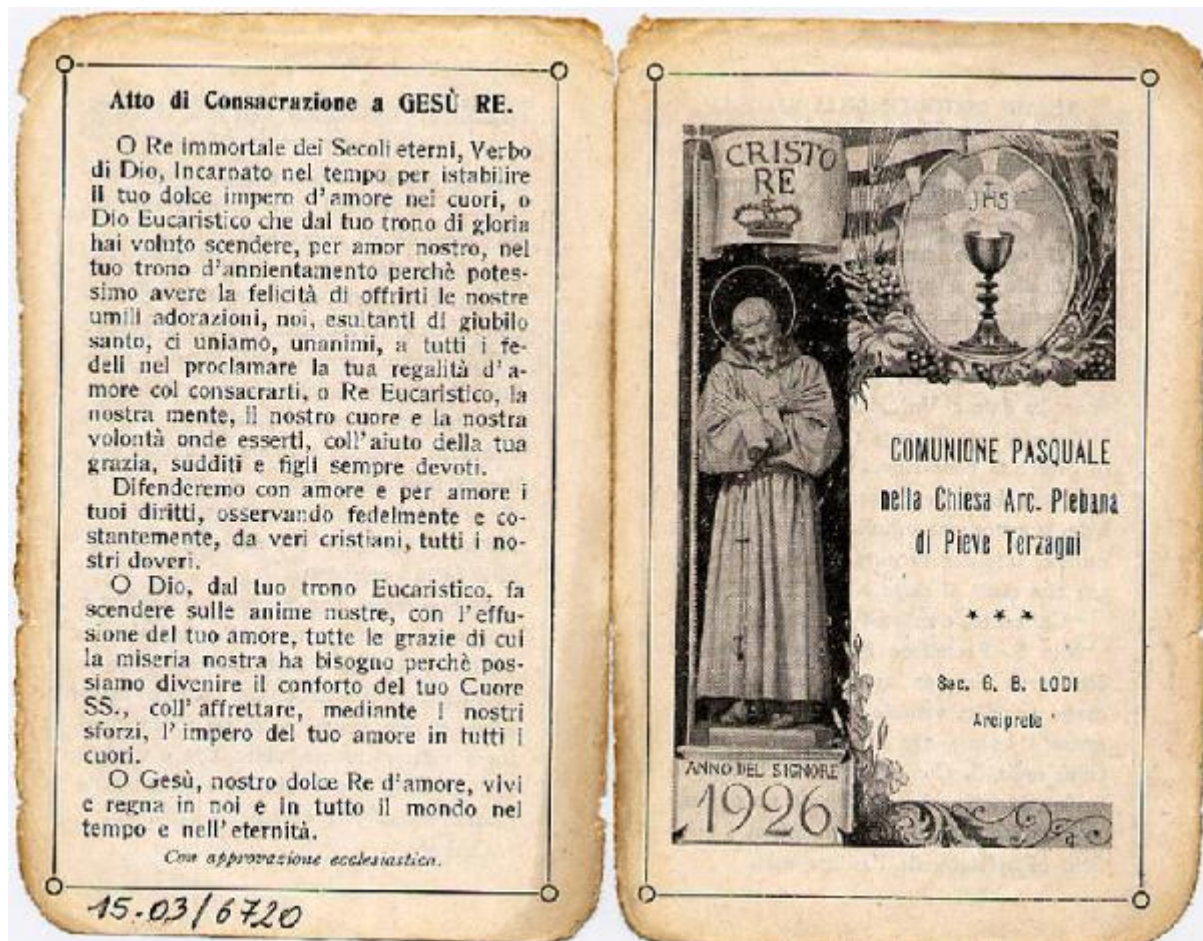 Atto di Consacrazione a GESÙ RE.
O Re immortale dei Secoli eterni, Verbo
di Dio, Incarnato nel tempo per istabilire
il tuo dolce impero d'amore nei cuori, o
Dio Eucaristico che dal tuo trono di gloria
hai voluto scendere, per amor nostro, nel
tuo trono d'annientamento perchè potes-
simo avere la felicità di offrirti le nostre
umili adorazioni, noi, esultanti di giubilo
santo, ci uniamo, unanimi, a tutti i fe-
deli nel proclamare la tua regalità d'a-
more col consacrarti, o Re Eucaristico, la
nostra mente, il nostro cuore e la nostra
volontà onde esserti, coll'aiuto della tua
grazia, sudditi e figli sempre devoti.
Difenderemo con amore e per amore i
tuoi diritti, osservando fedelmente e co-
stantemente, da veri cristiani, tutti i no-
stri doveri.
O Dio, dal tuo trono Eucaristico, fa
scendere sulle anime nostre, con l'effu-
sione del tuo amore, tutte le grazie di cui
la miseria nostra ha bisogno perchè pos-
siamo divenire il conforto del tuo Cuore
SS., coll'affrettare, mediante i nostri
sforzi, l'impero del tuo amore in tutti i
cuori.
O Gesù, nostro dolce Re d'amore, vivi
e regna in noi e in tutto il mondo nel
tempo e nell'eternità.
Con approvazione ecclesiastica.
15-03/6720
CRISTO
RE
JHS
COMUNIONE PASQUALE
nella Chiesa Arc. Plebana
di Pieve Terzagni
* * *
Sac. G. B. LODI
Arciprete
ANNO DEL SIGNORE
1926